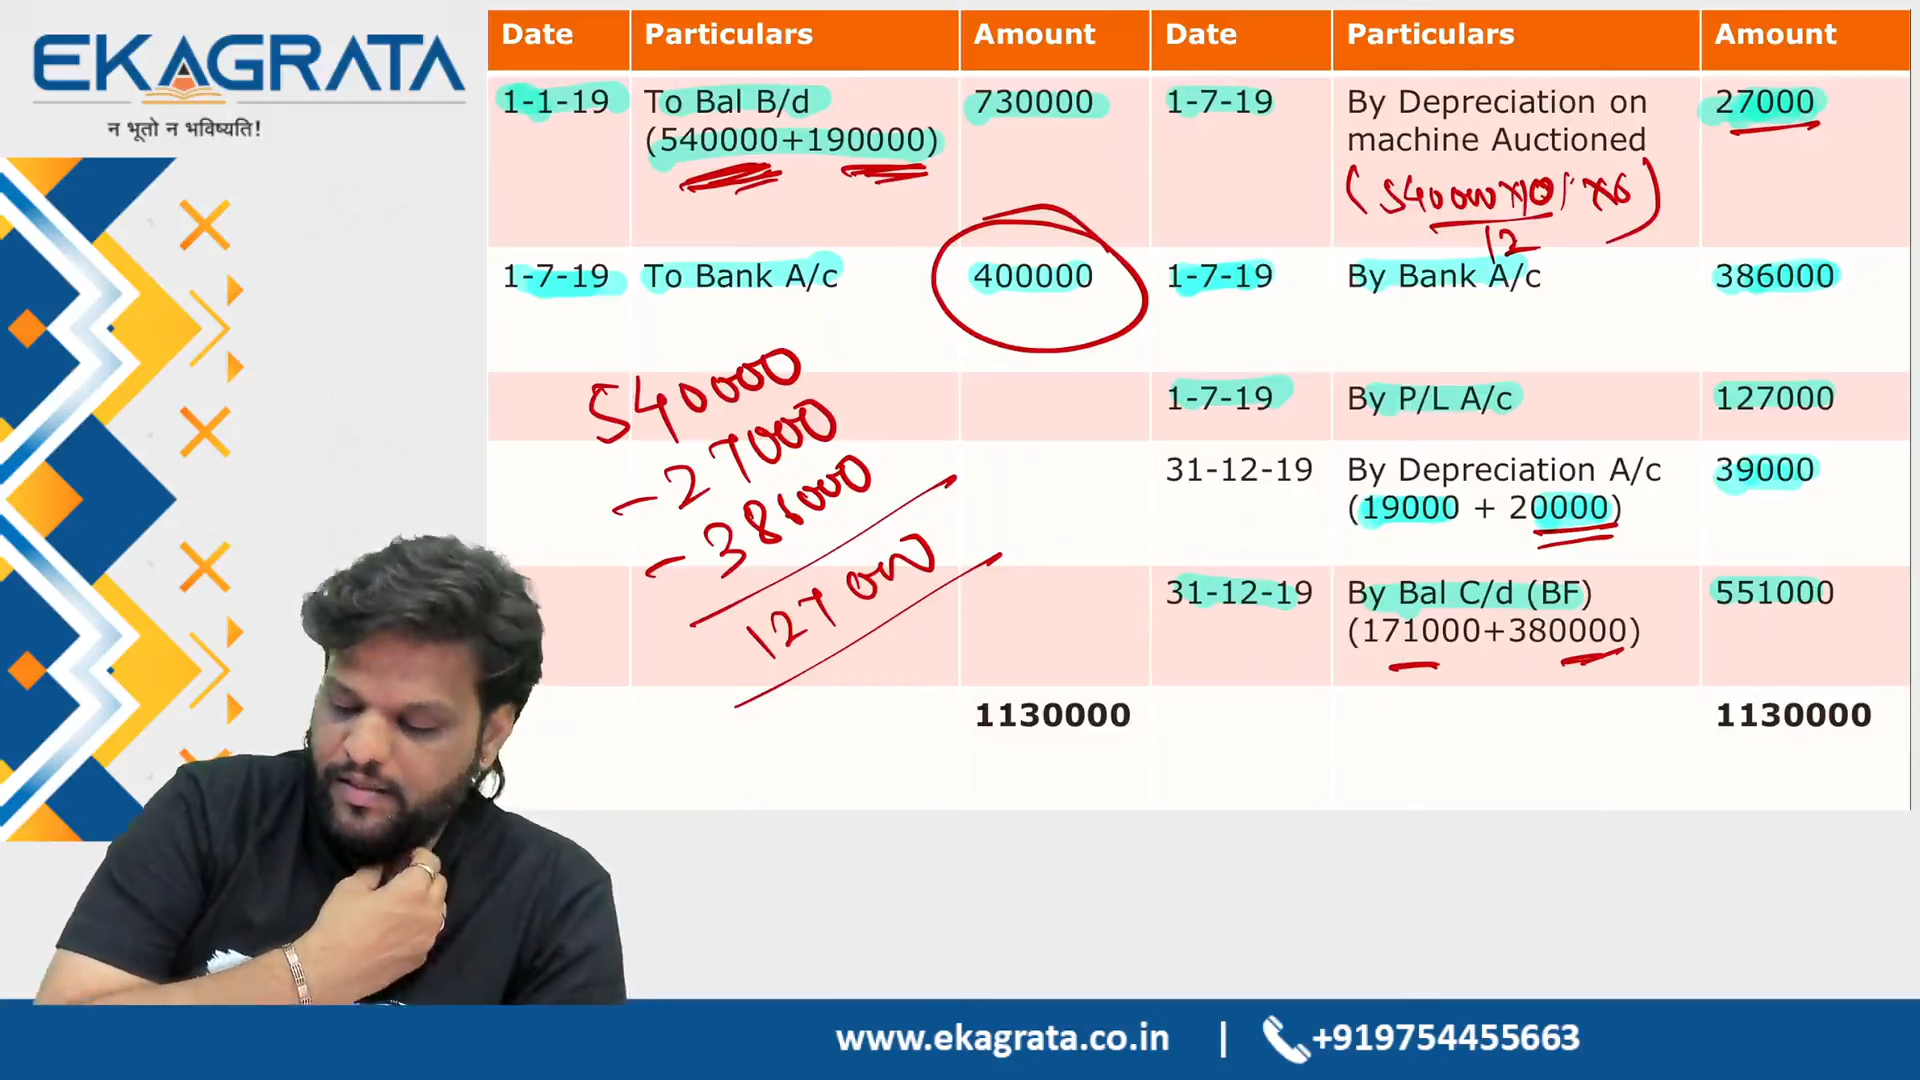 EKAGRATA
न भूतो न भविष्यति!
Date Particulars Amount Date Particulars Amount
1-1-19 To Bal B/d 730000 1-7-19 By Depreciation on 27000
(540000+190000) machine Auctioned
(540000x10% x6)
12
1-7-19 To Bank A/c 400000 1-7-19 By Bank A/c 386000
540000
-27000
-386000
127000
1-7-19 By P/L A/c 127000
31-12-19 By Depreciation A/c 39000
(19000 + 20000)
31-12-19 By Bal C/d (BF) 551000
(171000+380000)
1130000 1130000
www.ekagrata.co.in | +919754455663